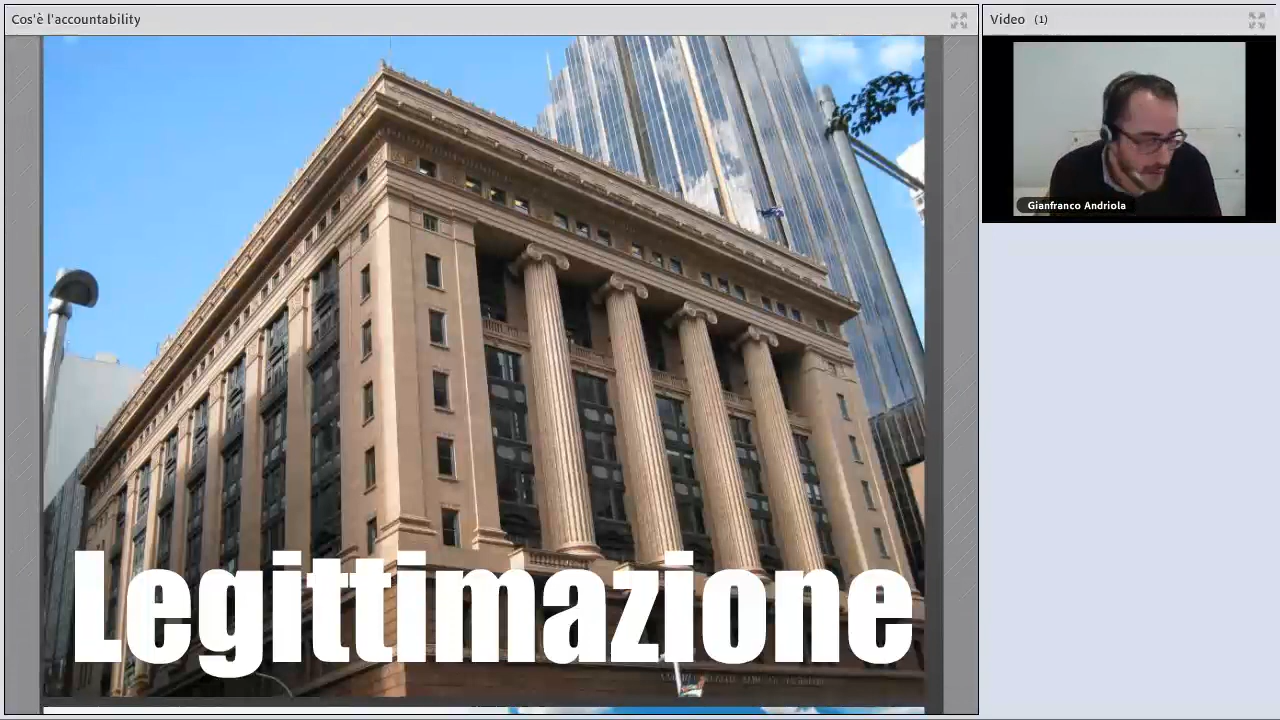 Cos'è l'accountability
Video (1)
Gianfranco Andriola
Legittimazione